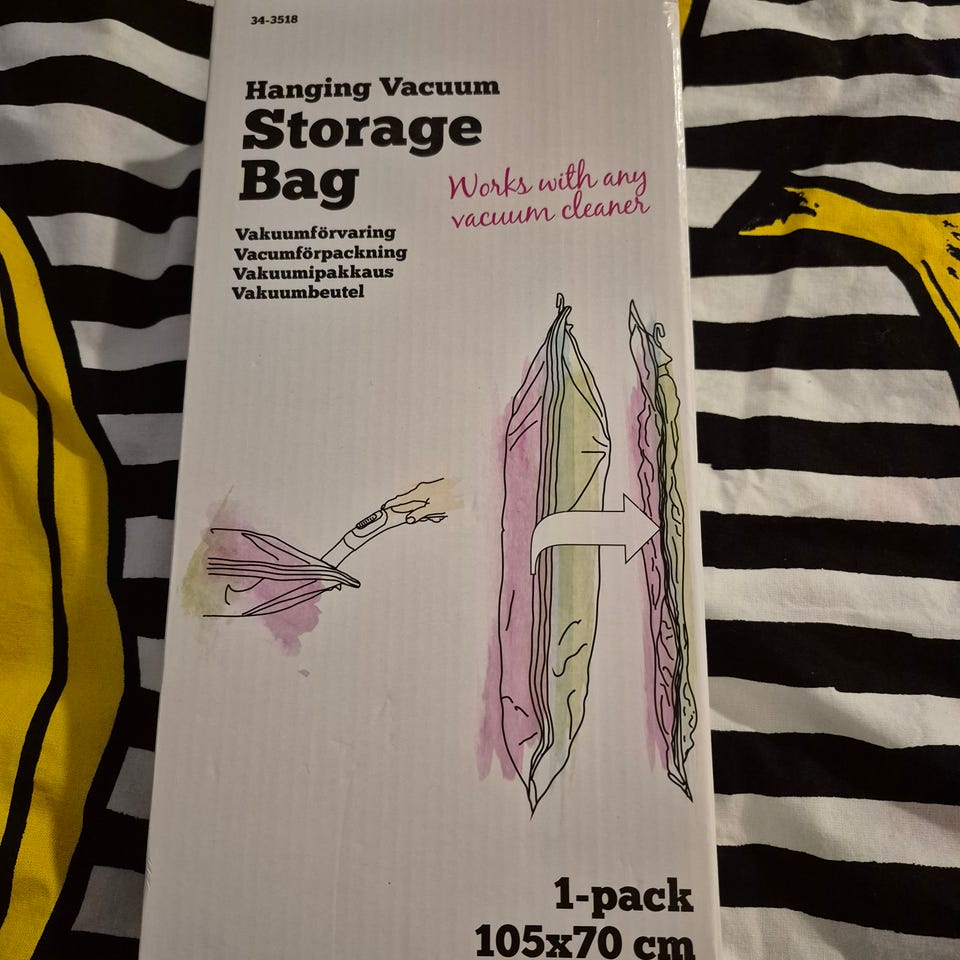 34-3518
Hanging Vacuum
Storage
Bag
Works with any
vacuum cleaner
Vakuumförvaring
Vacumförpackning
Vakuumipakkaus
Vakuumbeutel
1-pack
105x70 cm